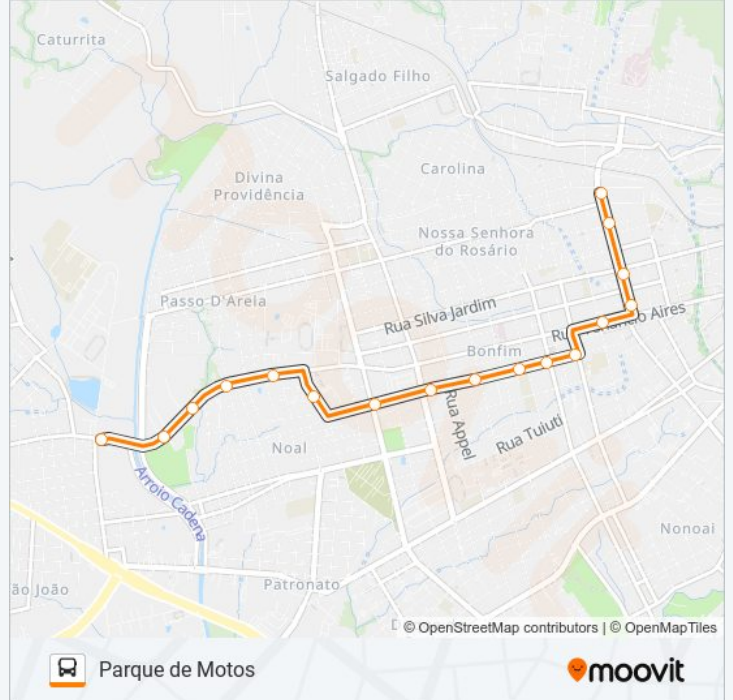 Caturrita
Salgado Filho
Carolina
Divina
Providência
Nossa Senhora
do Rosário
Passo D'Areia
Rua Silva Jardim
Aires
Bonfim
Rua Appel
Rua Tuiuti
Noal
Arroio Cadena
Nonoai
ão João
Patronato
© OpenStreetMap contributors | © OpenMapTiles
Parque de Motos
moovit